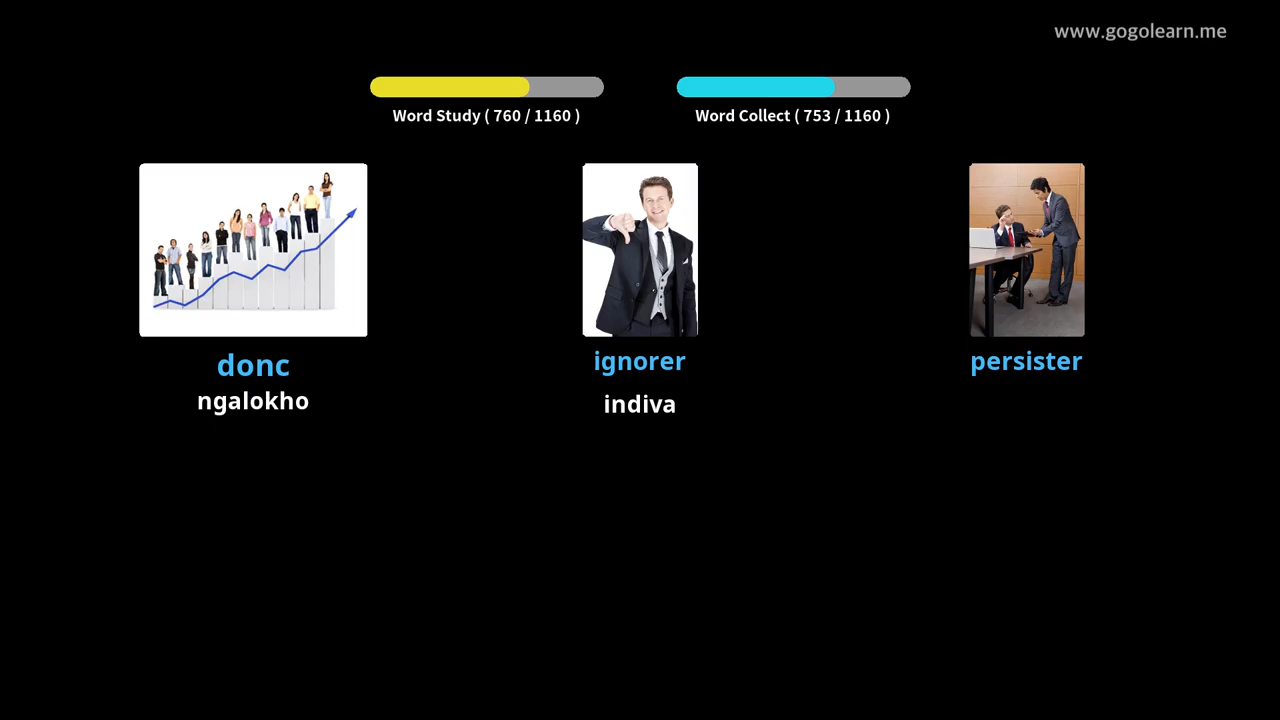 www.gogolearn.me
Word Study ( 760 / 1160 )
Word Collect ( 753 / 1160 )
donc
ngalokho
ignorer
indiva
persister